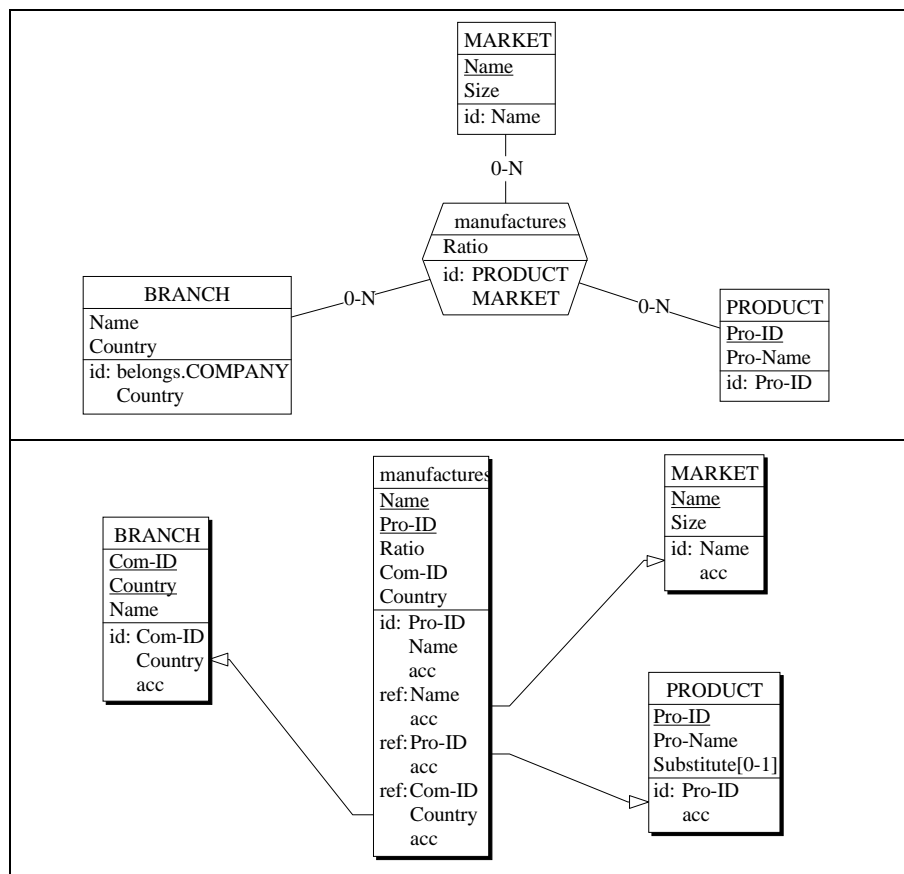 MARKET
Name
Size
id: Name
0-N
manufactures
Ratio
id: PRODUCT
MARKET
BRANCH
Name
Country
id: belongs.COMPANY
Country
0-N
0-N
PRODUCT
Pro-ID
Pro-Name
id: Pro-ID
BRANCH
Com-ID
Country
Name
id: Com-ID
Country
acc
manufactures
Name
Pro-ID
Ratio
Com-ID
Country
id: Pro-ID
Name
acc
ref:Name
acc
ref:Pro-ID
acc
ref:Com-ID
Country
acc
MARKET
Name
Size
id: Name
acc
PRODUCT
Pro-ID
Pro-Name
Substitute[0-1]
id: Pro-ID
acc